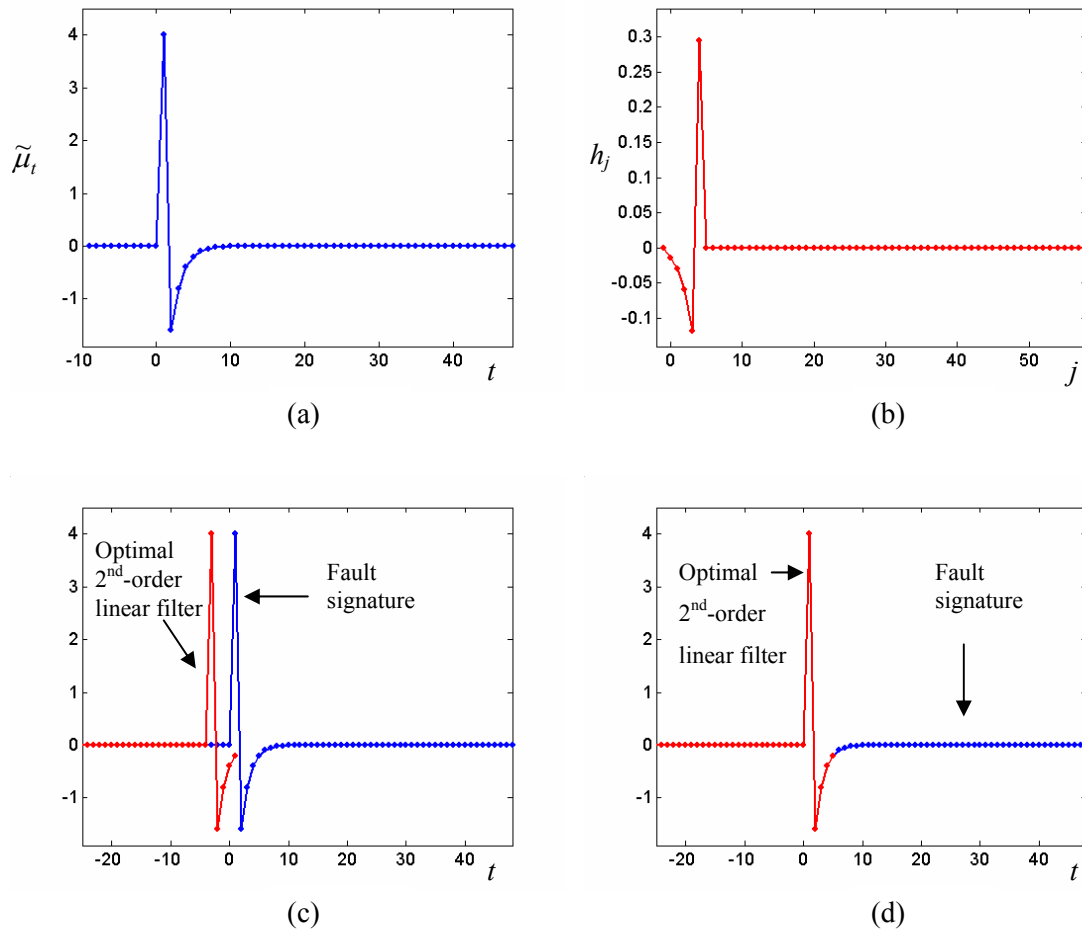 4
3
2
1
0
-1
-10
0
10
20
30
40
μ̃t
t
(a)
0.3
0.25
0.2
0.15
0.1
0.05
0
-0.05
-0.1
0
10
20
30
40
50
hj
j
(b)
4
3
2
1
0
-1
-20
-10
0
10
20
30
40
t
Optimal
2nd-order
linear filter
Fault
signature
(c)
4
3
2
1
0
-1
-20
-10
0
10
20
30
40
t
Optimal
2nd-order
linear filter
Fault
signature
(d)